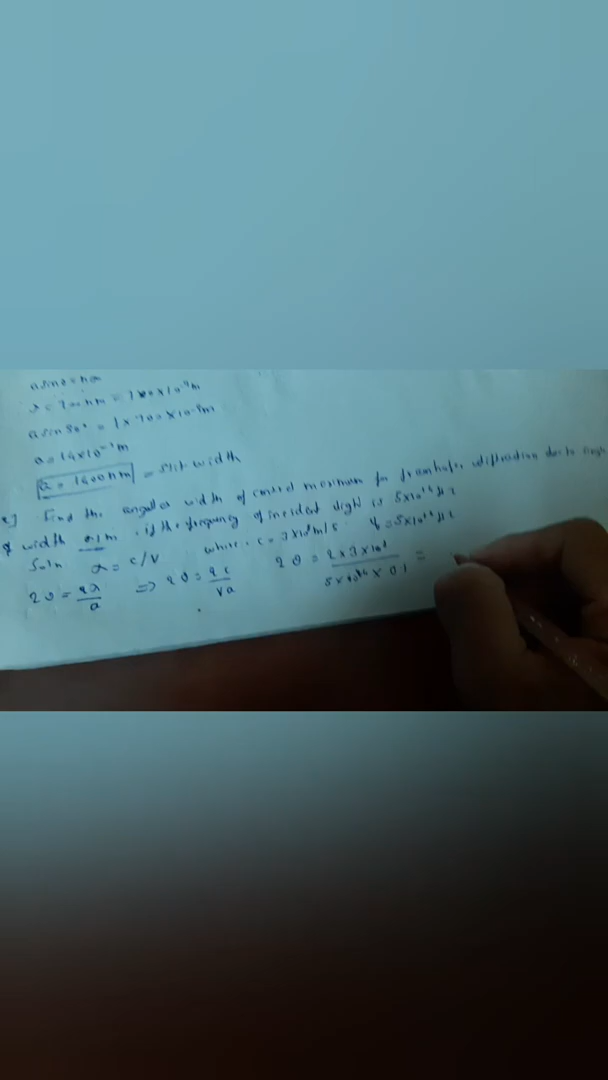 a sin θ = nλ
λ = 700 nm = 700 × 10⁻⁹ m
a sin 30° = 1 × 700 × 10⁻⁹ m
a = 14 × 10⁻⁷ m
a = 1400 nm = slit width
Find the angular width of central maximum for fraunhofer diffraction due to single
of width 0.1 m . if the frequency of incident light is 5×10¹⁴ Hz
Soln λ = c/ν where c = 3 × 10⁸ m/s 5×10¹⁴ Hz
2θ = 2λ/a ⇒ 2θ = 2c/νa 2θ = 2×3×10⁸/5×10¹⁴×0.1 =